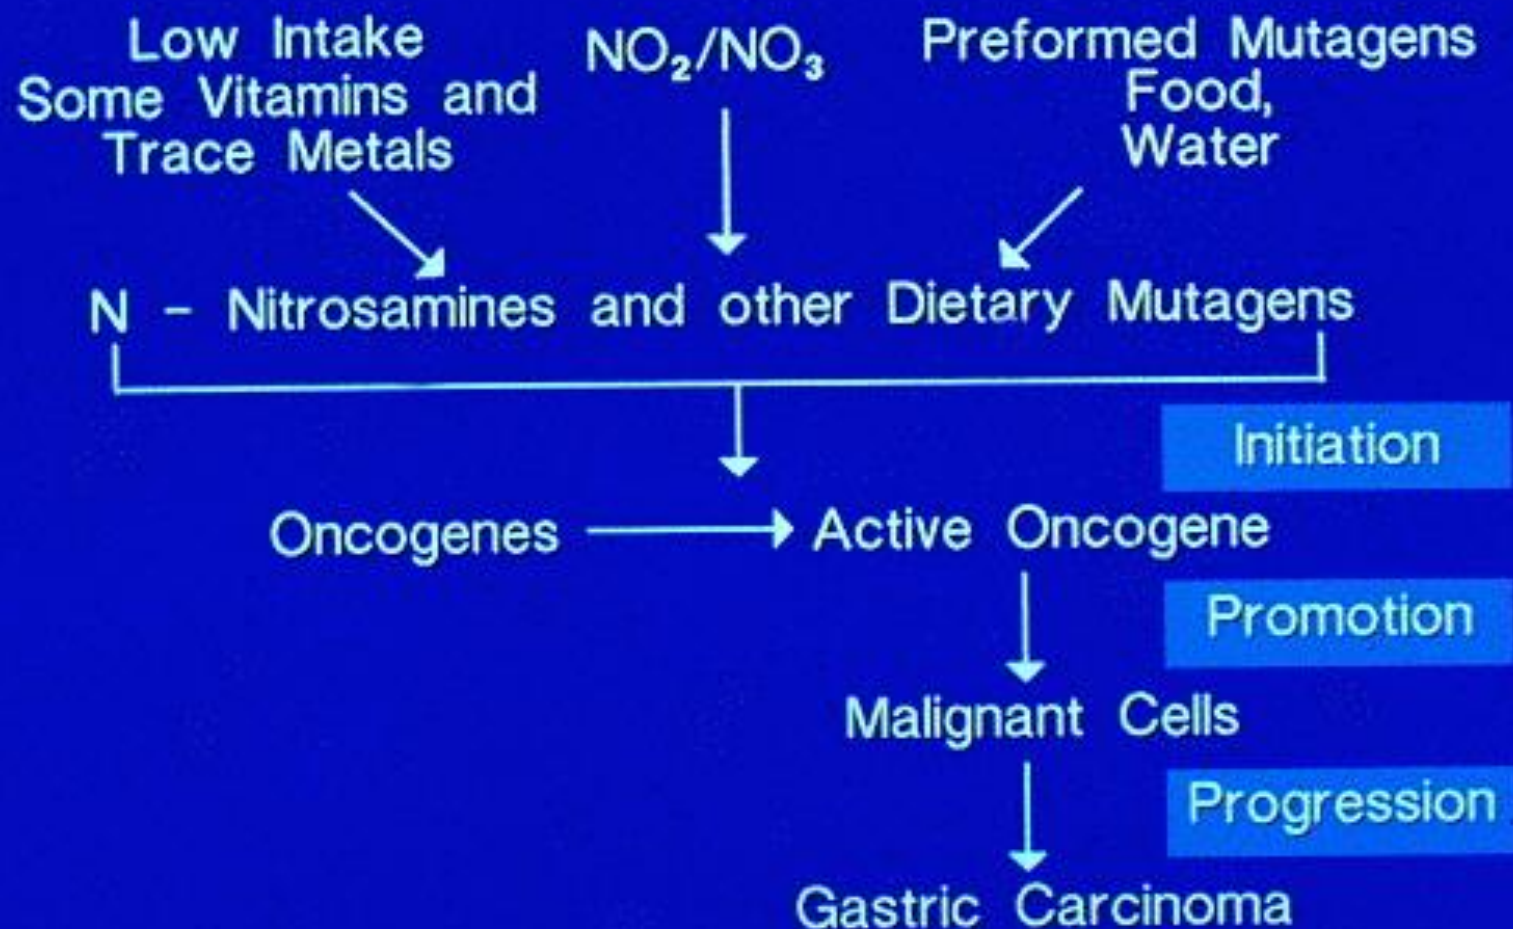 Low Intake
Some Vitamins and
Trace Metals
NO₂/NO₃
Preformed Mutagens
Food,
Water
N - Nitrosamines and other Dietary Mutagens
Initiation
Oncogenes
Active Oncogene
Promotion
Malignant Cells
Progression
Gastric Carcinoma